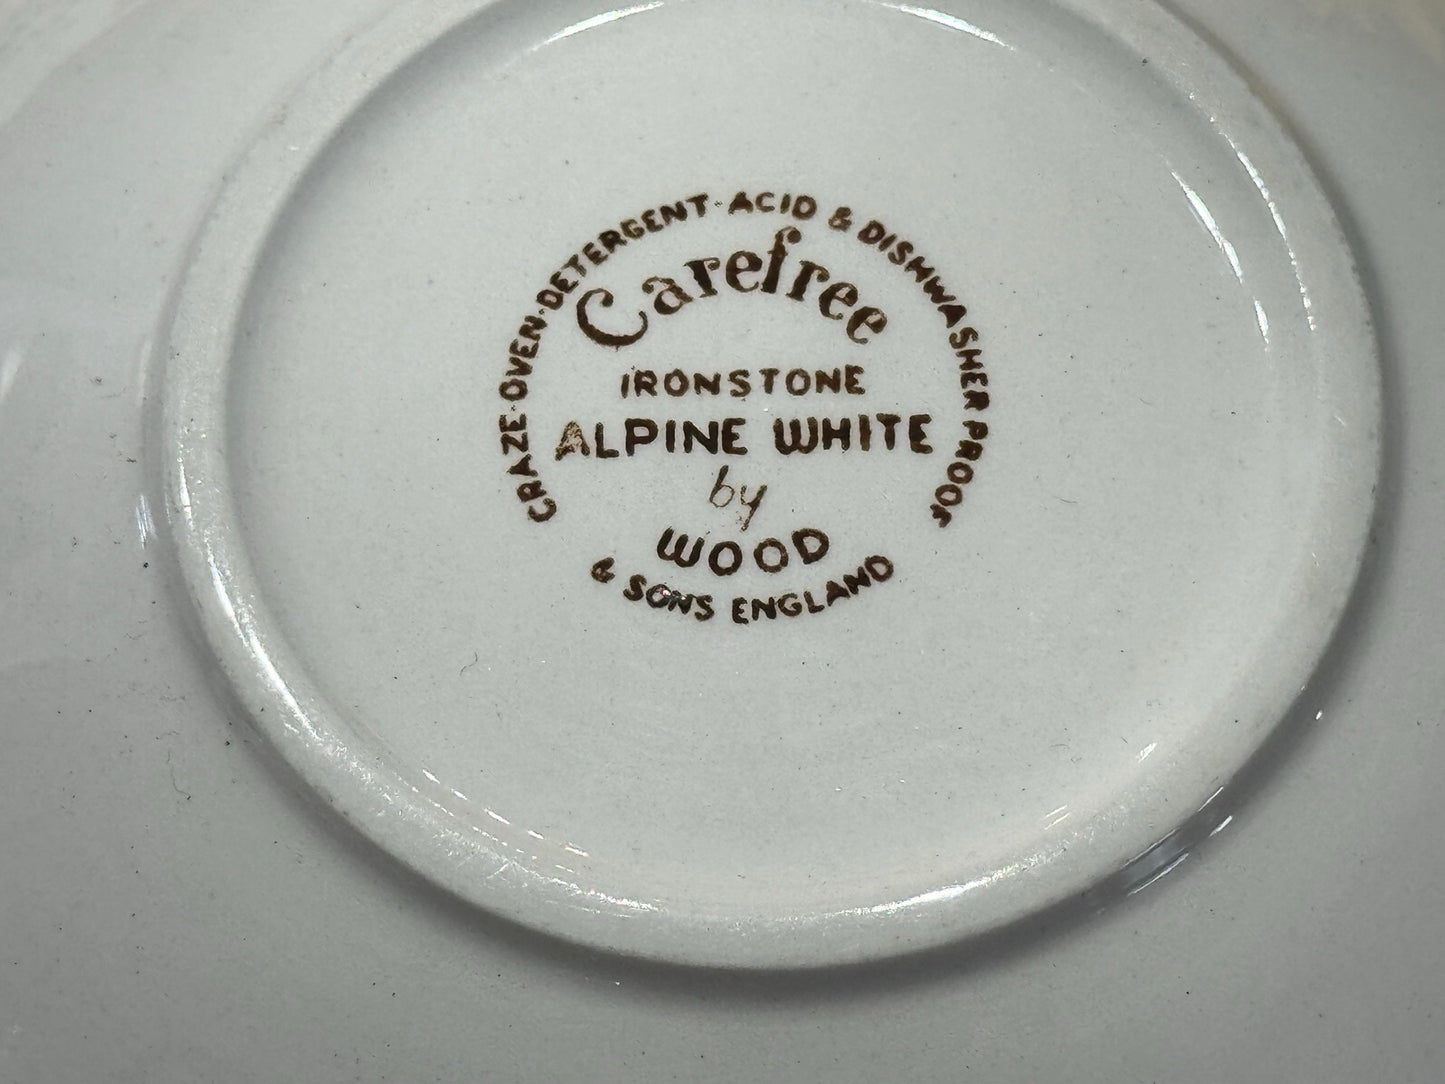 CRAZE·OVEN·DETERGENT·ACID & DISHWASHER PROOF
Carefree
IRONSTONE
ALPINE WHITE
by
WOOD
& SONS ENGLAND